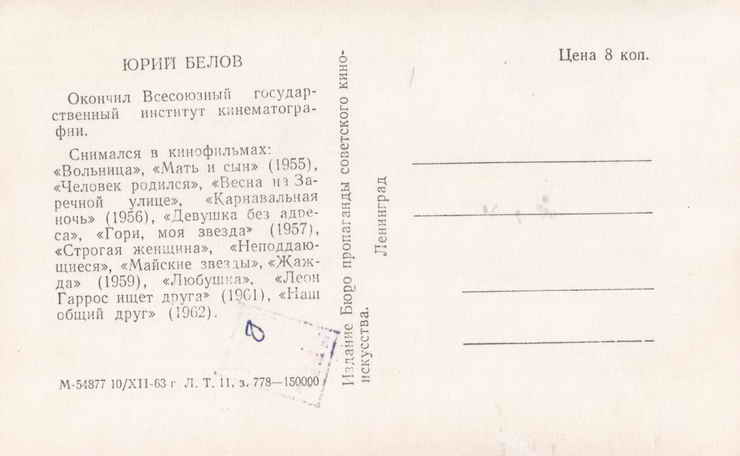 ЮРИЙ БЕЛОВ
Окончил Всесоюзный государ-
ственный институт кинематогра-
фии.
Снимался в кинофильмах:
«Вольница», «Мать и сын» (1955),
«Человек родился», «Весна на За-
речной улице», «Карнавальная
ночь» (1956), «Девушка без адре-
са», «Гори, моя звезда» (1957),
«Строгая женщина», «Неподдаю-
щиеся», «Майские звезды», «Жаж-
да» (1959), «Любушка», «Леон
Гаррос ищет друга» (1961), «Наш
общий друг» (1962).
М-54877 10/XII-63 г Л. Т. 11. з. 778—150000
Издание Бюро пропаганды советского кино-
искусства.
Ленинград
Цена 8 коп.